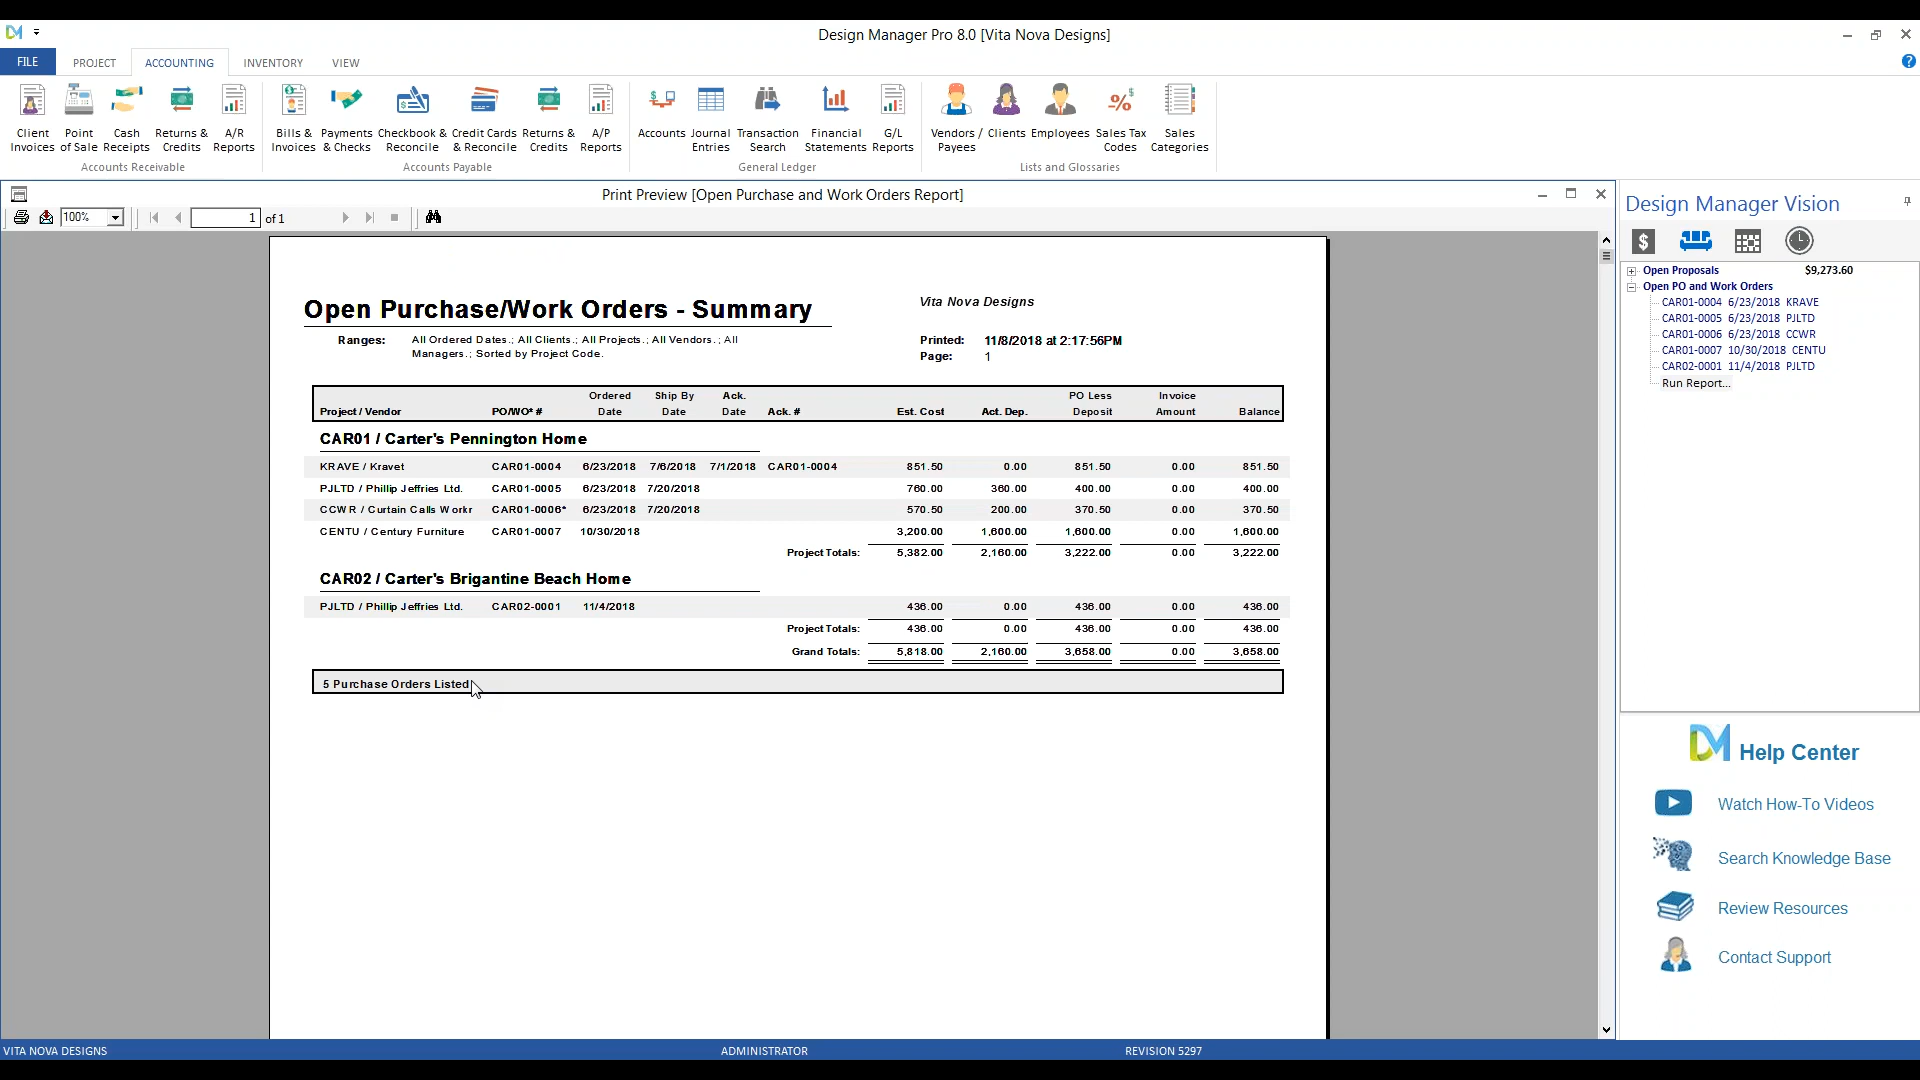 Design Manager Pro 8.0 [Vita Nova Designs]
FILE PROJECT ACCOUNTING INVENTORY VIEW
Client Invoices Point of Sale Cash Receipts Returns & Credits A/R Reports
Accounts Receivable
Bills & Invoices Payments & Checks Checkbook & Reconcile Credit Cards & Reconcile Returns & Credits A/P Reports
Accounts Payable
Accounts Journal Entries Transaction Search Financial Statements G/L Reports
General Ledger
Vendors / Payees Clients Employees Sales Tax Codes Sales Categories
Lists and Glossaries
Print Preview [Open Purchase and Work Orders Report]
100% 1 of 1
Open Purchase/Work Orders - Summary
Vita Nova Designs
Ranges: All Ordered Dates.; All Clients.; All Projects.; All Vendors.; All
Managers.; Sorted by Project Code.
Printed: 11/8/2018 at 2:17:56PM
Page: 1
Ordered Ship By Ack. PO Less Invoice
Project / Vendor PO/WO* # Date Date Date Ack. # Est. Cost Act. Dep. Deposit Amount Balance
CAR01 / Carter's Pennington Home
KRAVE / Kravet CAR01-0004 6/23/2018 7/6/2018 7/1/2018 CAR01-0004 851.50 0.00 851.50 0.00 851.50
PJLTD / Phillip Jeffries Ltd. CAR01-0005 6/23/2018 7/20/2018 760.00 360.00 400.00 0.00 400.00
CCWR / Curtain Calls Workr CAR01-0006* 6/23/2018 7/20/2018 570.50 200.00 370.50 0.00 370.50
CENTU / Century Furniture CAR01-0007 10/30/2018 3,200.00 1,600.00 1,600.00 0.00 1,600.00
Project Totals: 5,382.00 2,160.00 3,222.00 0.00 3,222.00
CAR02 / Carter's Brigantine Beach Home
PJLTD / Phillip Jeffries Ltd. CAR02-0001 11/4/2018 436.00 0.00 436.00 0.00 436.00
Project Totals: 436.00 0.00 436.00 0.00 436.00
Grand Totals: 5,818.00 2,160.00 3,658.00 0.00 3,658.00
5 Purchase Orders Listed
Design Manager Vision
Open Proposals $9,273.60
Open PO and Work Orders
CAR01-0004 6/23/2018 KRAVE
CAR01-0005 6/23/2018 PJLTD
CAR01-0006 6/23/2018 CCWR
CAR01-0007 10/30/2018 CENTU
CAR02-0001 11/4/2018 PJLTD
Run Report...
DM Help Center
Watch How-To Videos
Search Knowledge Base
Review Resources
Contact Support
VITA NOVA DESIGNS ADMINISTRATOR REVISION 5297